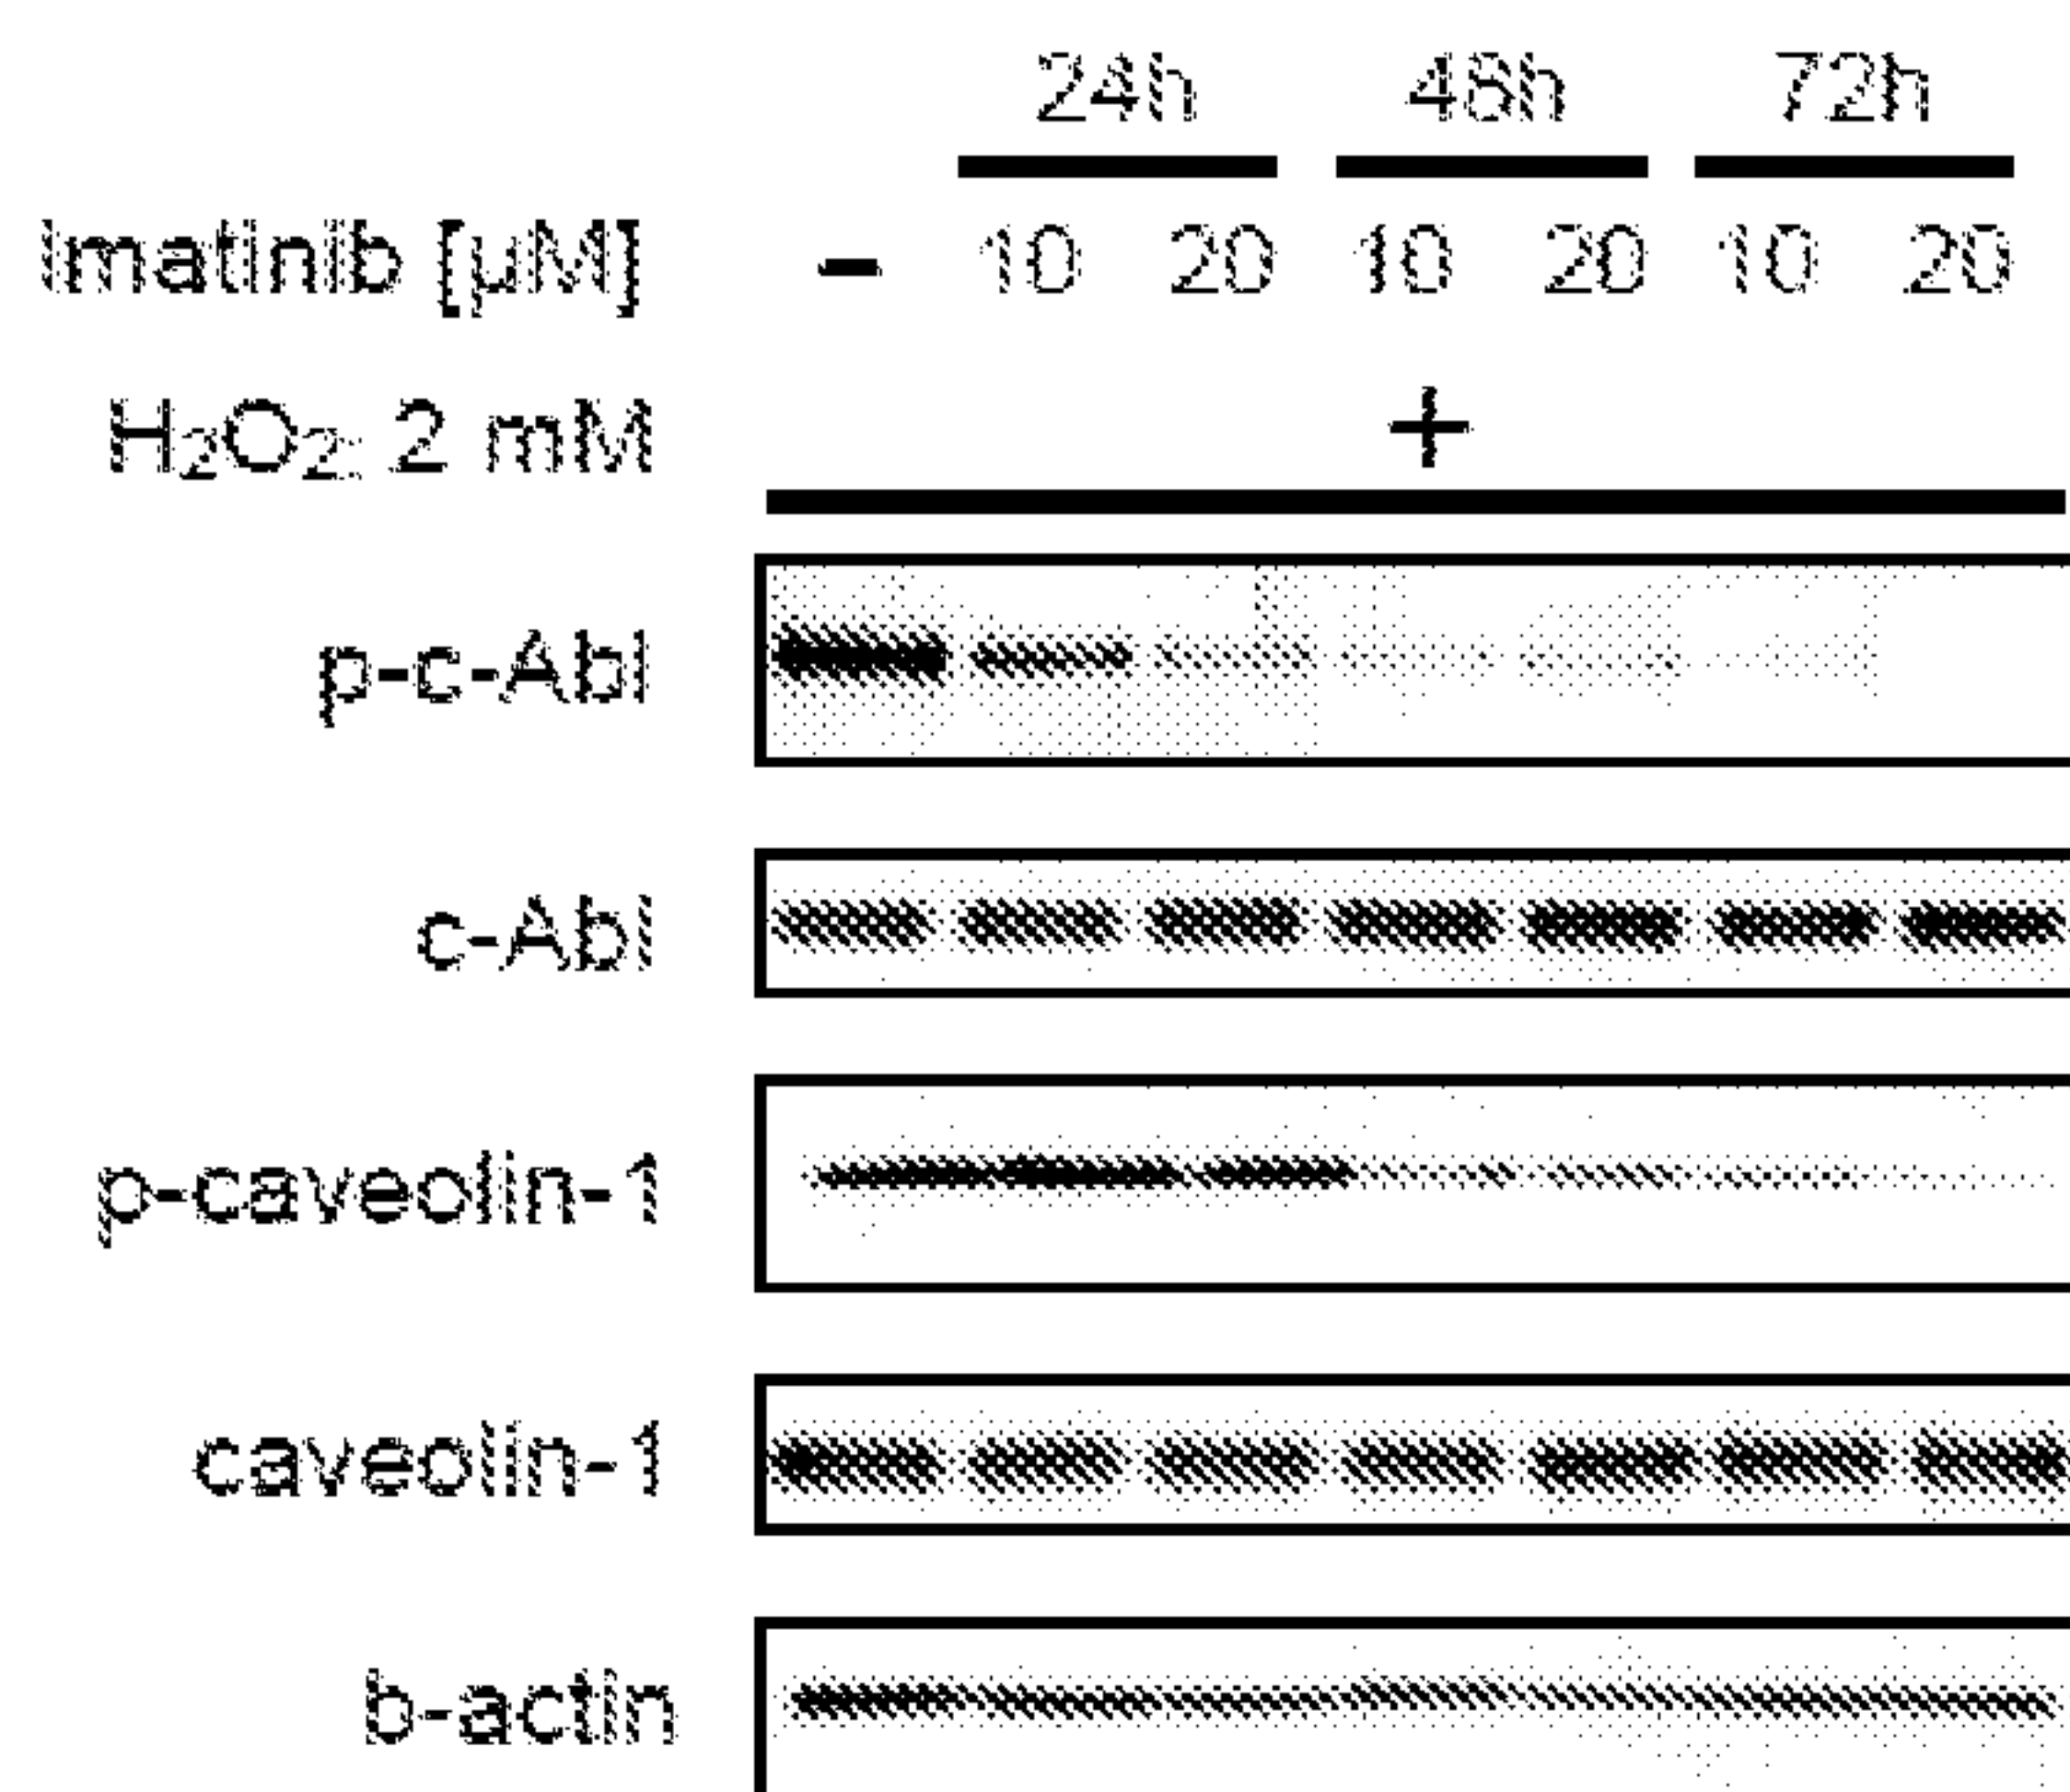 24h 48h 72h
Imatinib [µM] - 10 20 10 20 10 20
H₂O₂ 2 mM +
p-c-Abl
c-Abl
p-caveolin-1
caveolin-1
b-actin